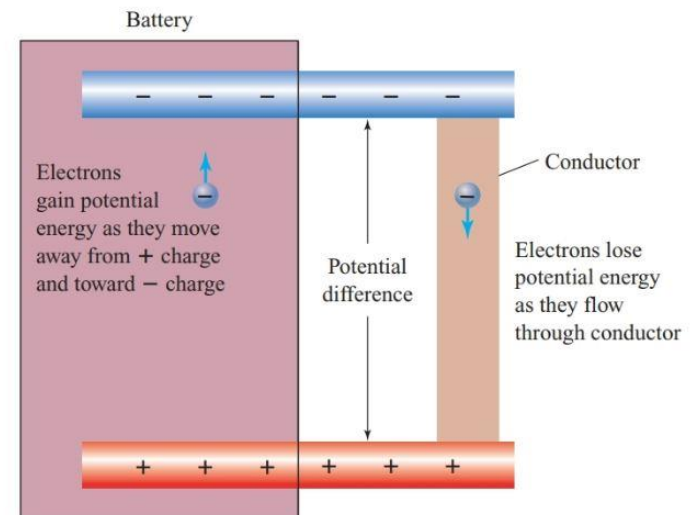 Battery
− − − − − −
Electrons
gain potential
energy as they move
away from + charge
and toward − charge
−
Potential
difference
−
Conductor
Electrons lose
potential energy
as they flow
through conductor
+ + + + + +